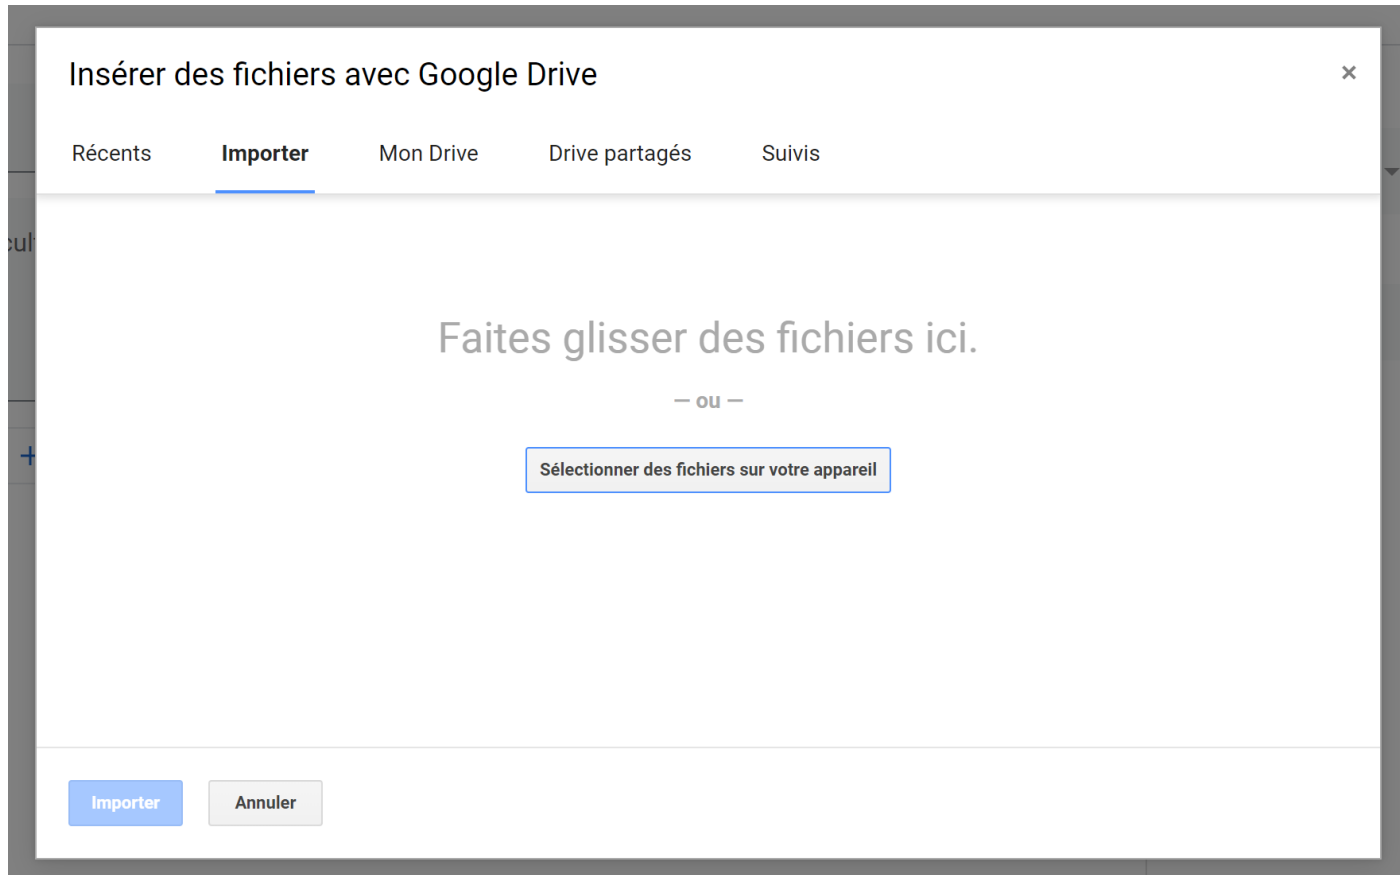 Insérer des fichiers avec Google Drive
×
Récents Importer Mon Drive Drive partagés Suivis
Faites glisser des fichiers ici.
— ou —
Sélectionner des fichiers sur votre appareil
Importer Annuler